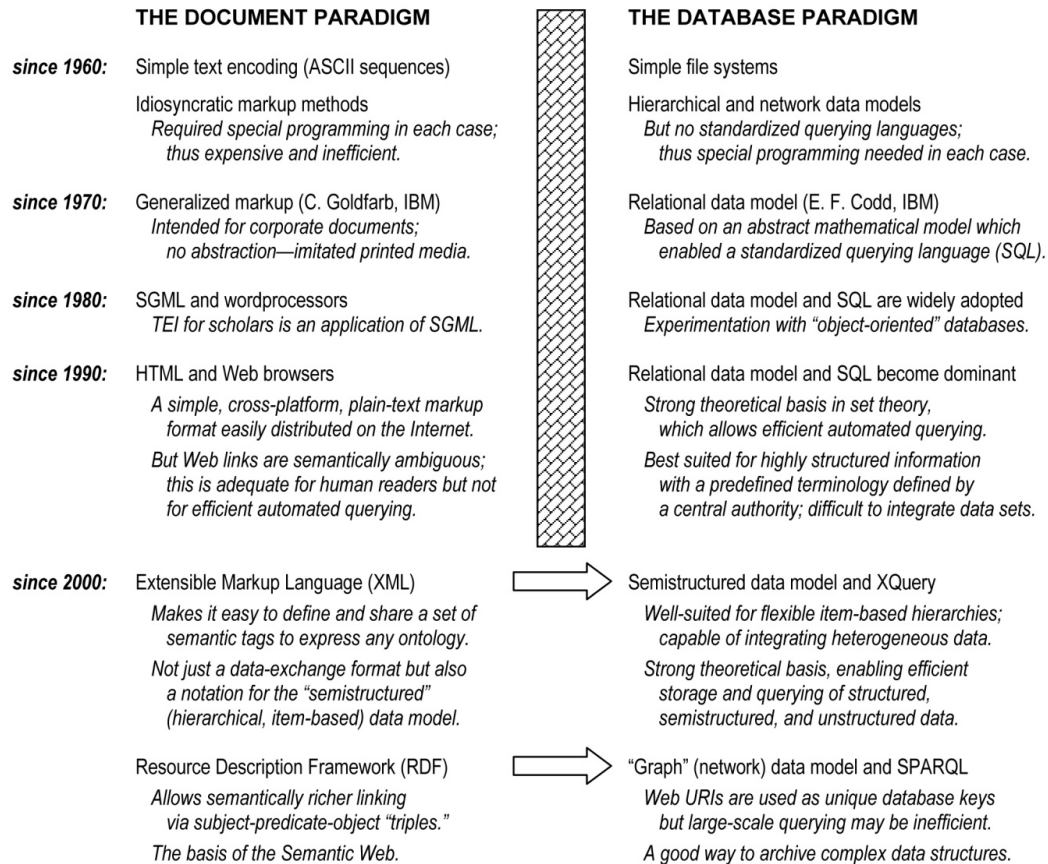 THE DOCUMENT PARADIGM
THE DATABASE PARADIGM
since 1960:
Simple text encoding (ASCII sequences)
Simple file systems
Idiosyncratic markup methods
Required special programming in each case;
thus expensive and inefficient.
Hierarchical and network data models
But no standardized querying languages;
thus special programming needed in each case.
since 1970:
Generalized markup (C. Goldfarb, IBM)
Intended for corporate documents;
no abstraction—imitated printed media.
Relational data model (E. F. Codd, IBM)
Based on an abstract mathematical model which
enabled a standardized querying language (SQL).
since 1980:
SGML and wordprocessors
TEI for scholars is an application of SGML.
Relational data model and SQL are widely adopted
Experimentation with “object-oriented” databases.
since 1990:
HTML and Web browsers
A simple, cross-platform, plain-text markup
format easily distributed on the Internet.
But Web links are semantically ambiguous;
this is adequate for human readers but not
for efficient automated querying.
Relational data model and SQL become dominant
Strong theoretical basis in set theory,
which allows efficient automated querying.
Best suited for highly structured information
with a predefined terminology defined by
a central authority; difficult to integrate data sets.
since 2000:
Extensible Markup Language (XML)
Makes it easy to define and share a set of
semantic tags to express any ontology.
Not just a data-exchange format but also
a notation for the “semistructured”
(hierarchical, item-based) data model.
Semistructured data model and XQuery
Well-suited for flexible item-based hierarchies;
capable of integrating heterogeneous data.
Strong theoretical basis, enabling efficient
storage and querying of structured,
semistructured, and unstructured data.
Resource Description Framework (RDF)
Allows semantically richer linking
via subject-predicate-object “triples.”
The basis of the Semantic Web.
“Graph” (network) data model and SPARQL
Web URIs are used as unique database keys
but large-scale querying may be inefficient.
A good way to archive complex data structures.